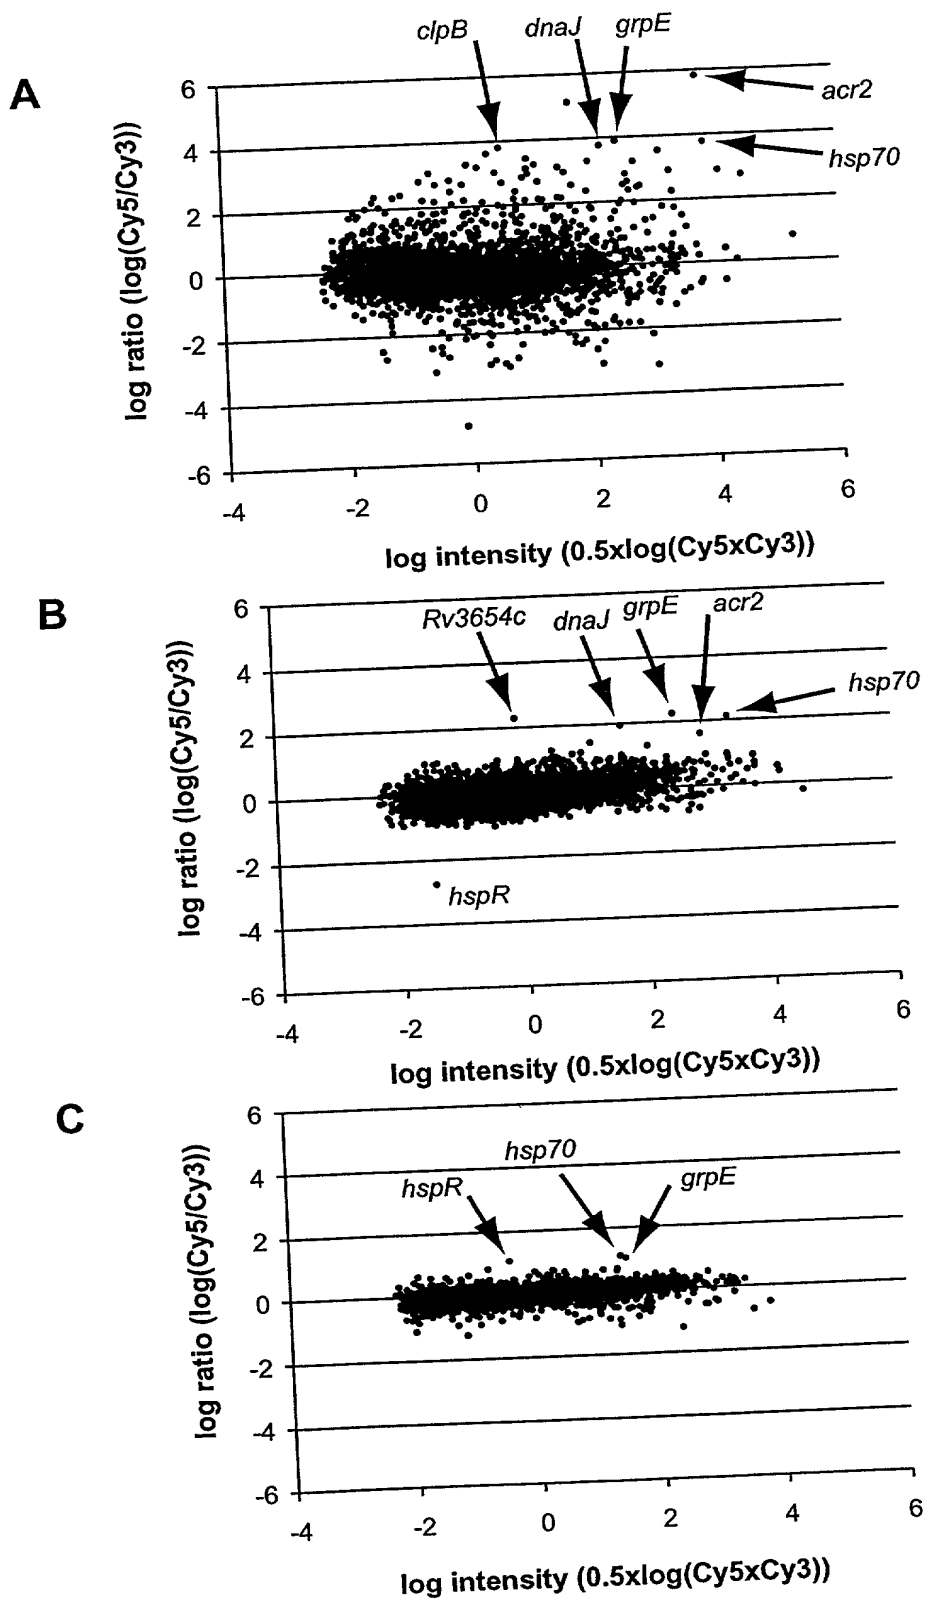 clpB dnaJ grpE
A
6
acr2
4
hsp70
2
0
-2
-4
-6
log ratio (log(Cy5/Cy3))
-4 -2 0 2 4 6
log intensity (0.5xlog(Cy5xCy3))
B
6
Rv3654c dnaJ grpE acr2
4
hsp70
2
0
-2
hspR
-4
-6
log ratio (log(Cy5/Cy3))
-4 -2 0 2 4 6
log intensity (0.5xlog(Cy5xCy3))
C
6
hsp70
4
hspR grpE
2
0
-2
-4
-6
log ratio (log(Cy5/Cy3))
-4 -2 0 2 4 6
log intensity (0.5xlog(Cy5xCy3))